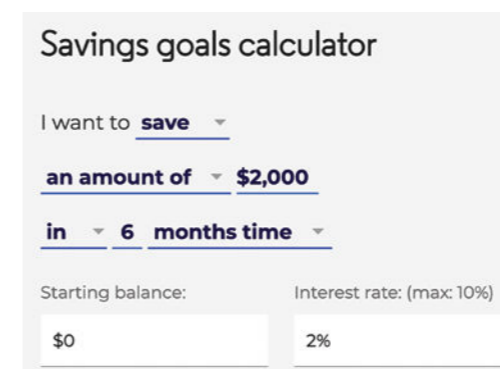 Savings goals calculator
I want to save
an amount of $2,000
in 6 months time
Starting balance: Interest rate: (max: 10%)
$0 2%